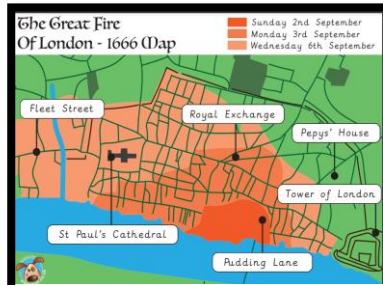 The Great Fire
Of London - 1666 Map
Sunday 2nd September
Monday 3rd September
Wednesday 6th September
Fleet Street
Royal Exchange
Pepys' House
Tower of London
St Paul's Cathedral
Pudding Lane